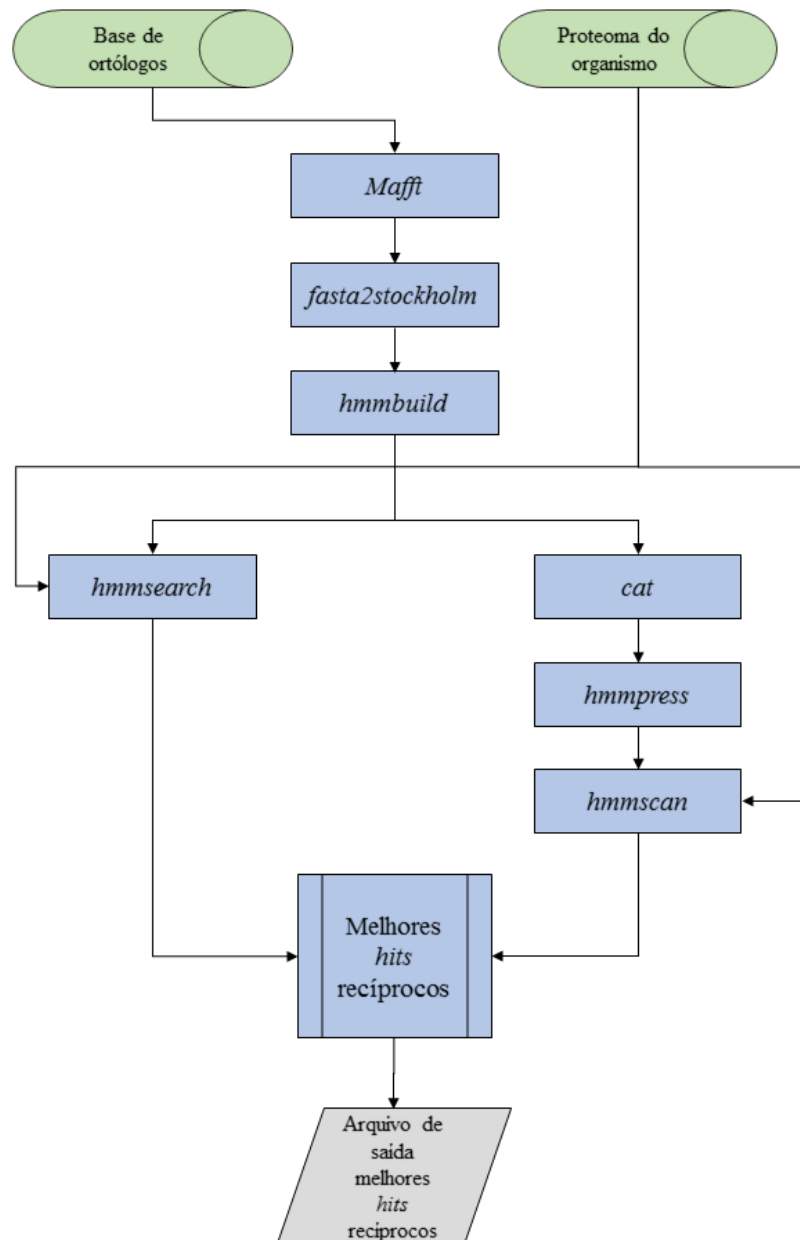 Base de
ortólogos
Proteoma do
organismo
Mafft
fasta2stockholm
hmmbuild
hmmsearch
cat
hmmpress
hmmscan
Melhores
hits
recíprocos
Arquivo de
saída
melhores
hits
recíprocos